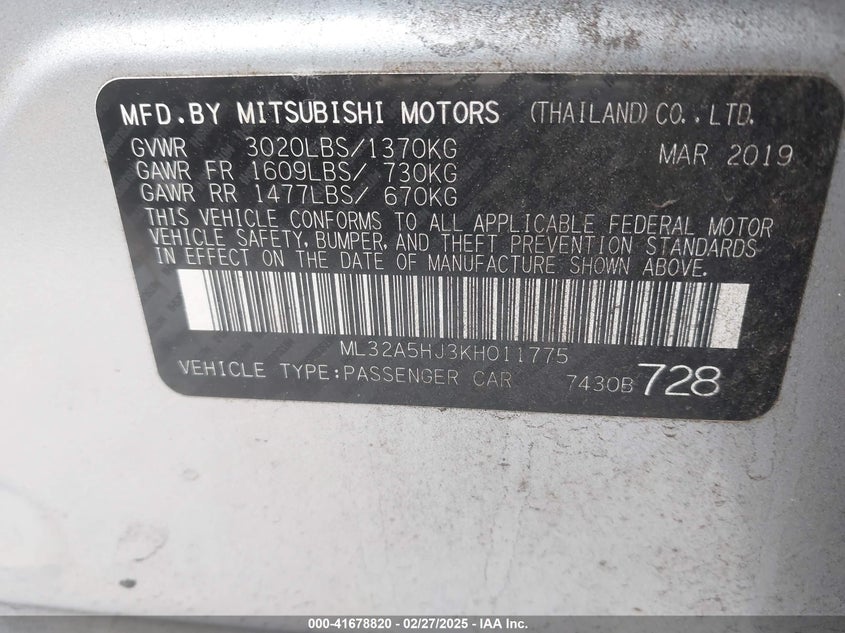 MFD.BY MITSUBISHI MOTORS (THAILAND)CO.,LTD.
GVWR 3020LBS/1370KG MAR 2019
GAWR FR 1609LBS/ 730KG
GAWR RR 1477LBS/ 670KG
THIS VEHICLE CONFORMS TO ALL APPLICABLE FEDERAL MOTOR
VEHICLE SAFETY, BUMPER, AND THEFT PREVENTION STANDARDS
IN EFFECT ON THE DATE OF MANUFACTURE SHOWN ABOVE.
ML32A5HJ3KH011775
VEHICLE TYPE:PASSENGER CAR 7430B728
000-41678820 - 02/27/2025 - IAA Inc.